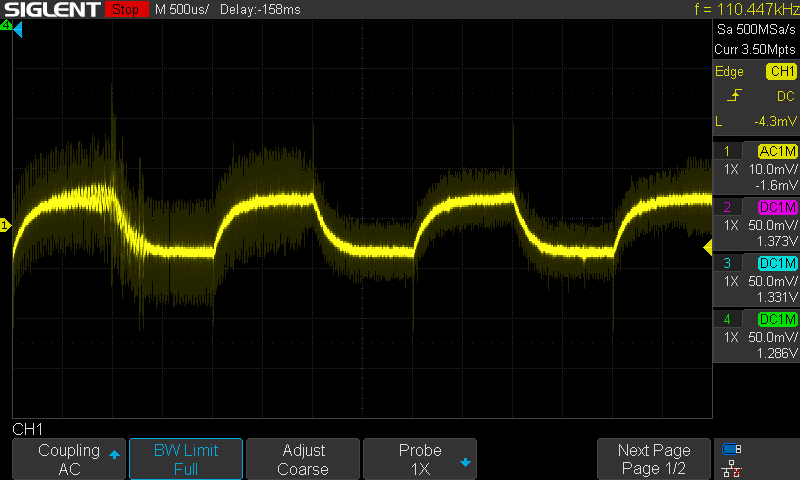 SIGLENT Stop M 500us/ Delay:-158ms f = 110.447kHz
Sa 500MSa/s
Curr 3.50Mpts
Edge CH1
DC
L -4.3mV
1 AC1M
1X 10.0mV/
-1.6mV
2 DC1M
1X 50.0mV/
1.373V
3 DC1M
1X 50.0mV/
1.331V
4 DC1M
1X 50.0mV/
1.286V
4
1
CH1
Coupling
AC
BW Limit
Full
Adjust
Coarse
Probe
1X
Next Page
Page 1/2